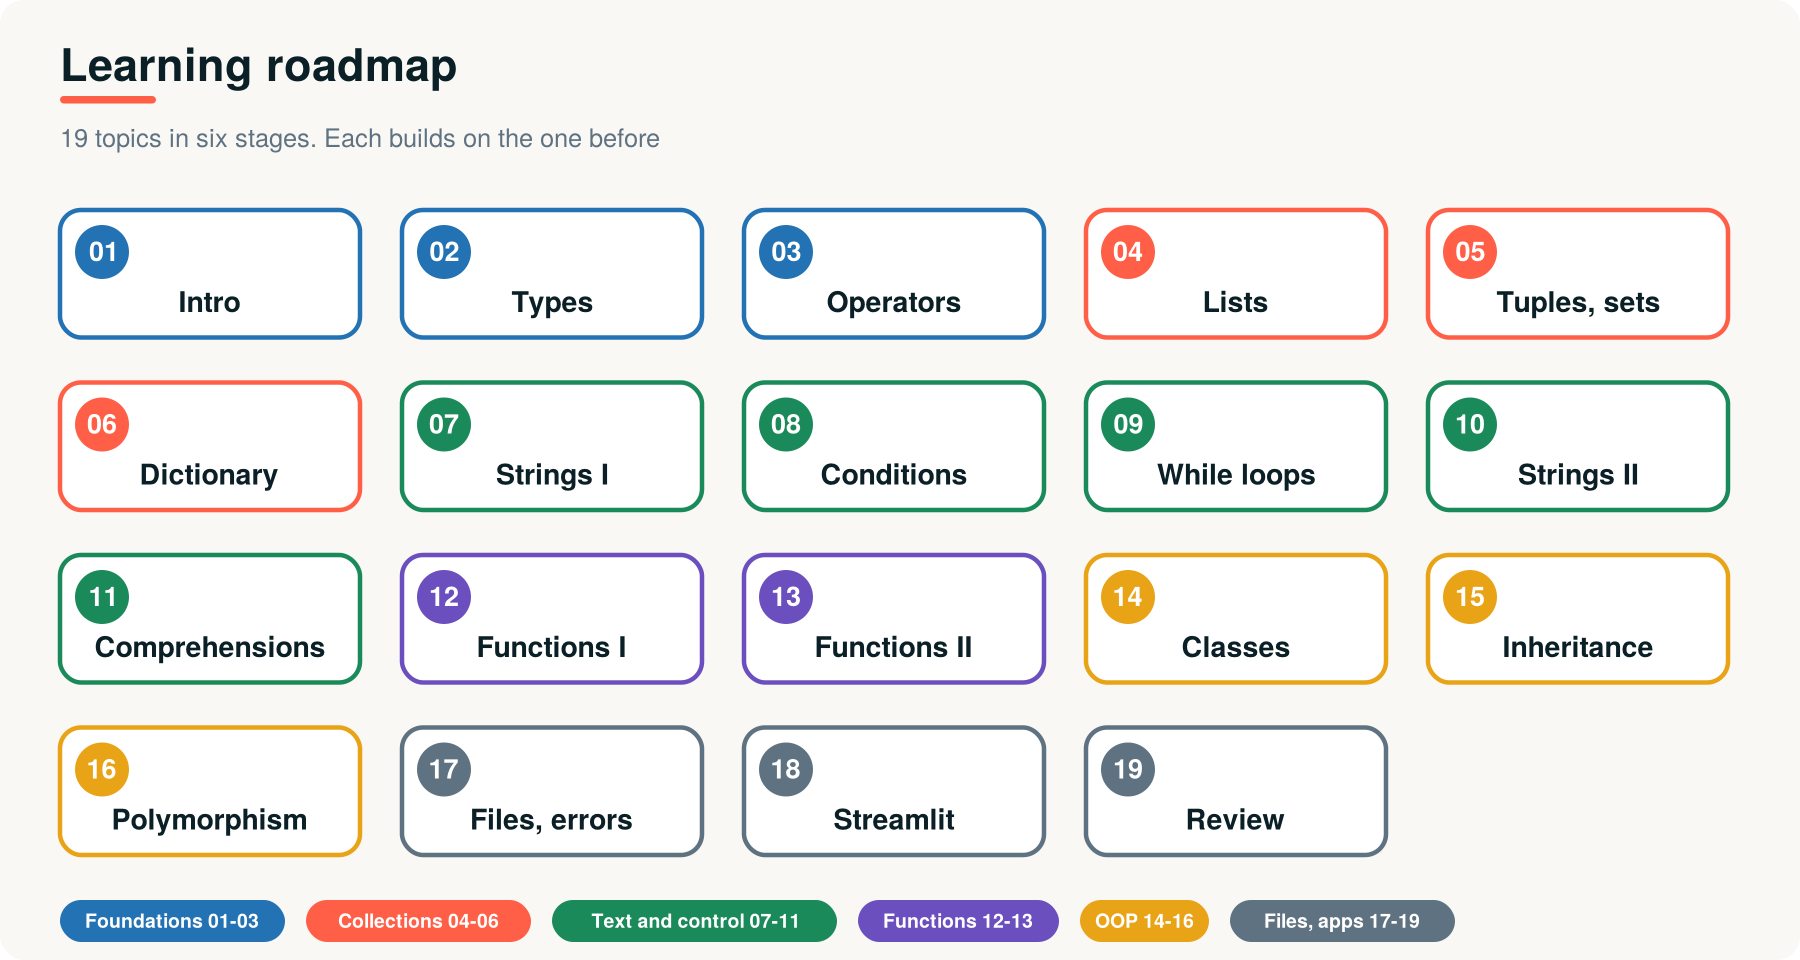 Learning roadmap
19 topics in six stages. Each builds on the one before
01
Intro
02
Types
03
Operators
04
Lists
05
Tuples, sets
06
Dictionary
07
Strings I
08
Conditions
09
While loops
10
Strings II
11
Comprehensions
12
Functions I
13
Functions II
14
Classes
15
Inheritance
16
Polymorphism
17
Files, errors
18
Streamlit
19
Review
Foundations 01-03
Collections 04-06
Text and control 07-11
Functions 12-13
OOP 14-16
Files, apps 17-19